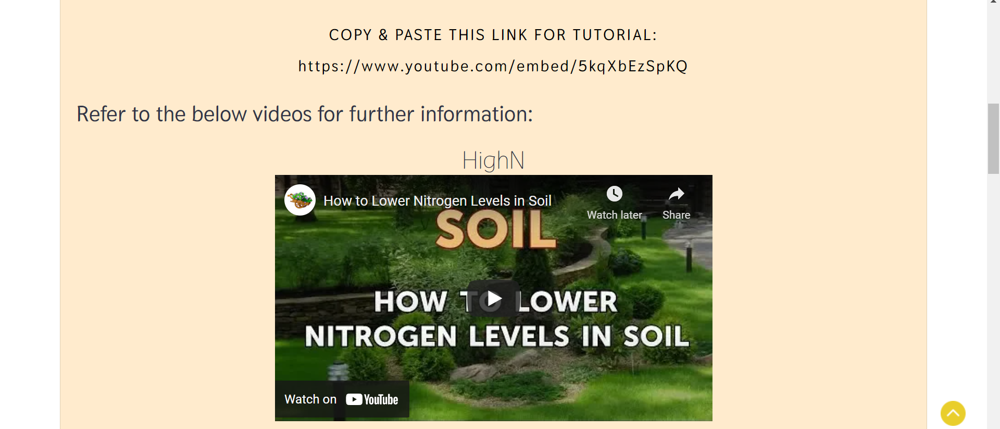 COPY & PASTE THIS LINK FOR TUTORIAL:
https://www.youtube.com/embed/5kqXbEzSpKQ
Refer to the below videos for further information:
HighN
How to Lower Nitrogen Levels in Soil
Watch later
Share
SOIL
HOW TO LOWER
NITROGEN LEVELS IN SOIL
Watch on YouTube